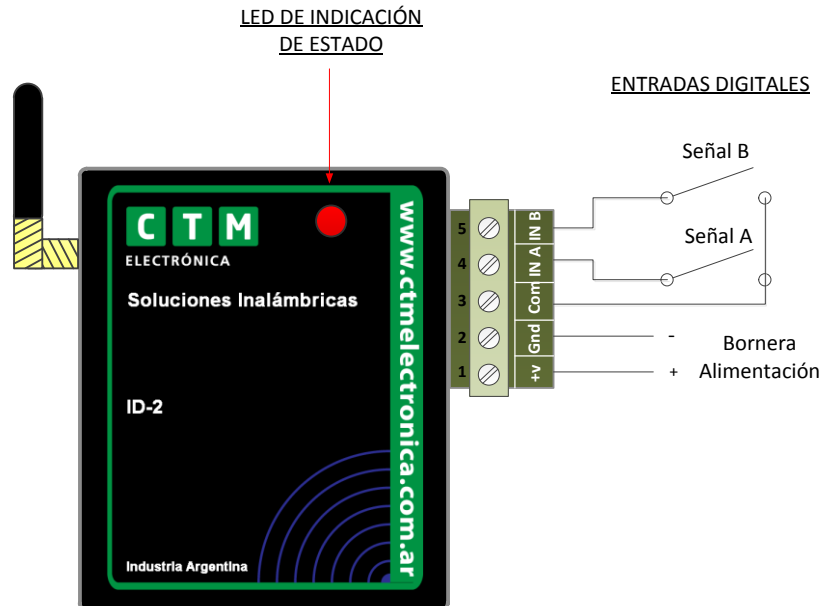 LED DE INDICACIÓN
DE ESTADO
ENTRADAS DIGITALES
Señal B
Señal A
C T M
ELECTRÓNICA
Soluciones Inalámbricas
ID-2
Industria Argentina
www.ctmelectronica.com.ar
5 IN B
4 IN A
3 Com
2 Gnd
1 +v
- Bornera
+ Alimentación